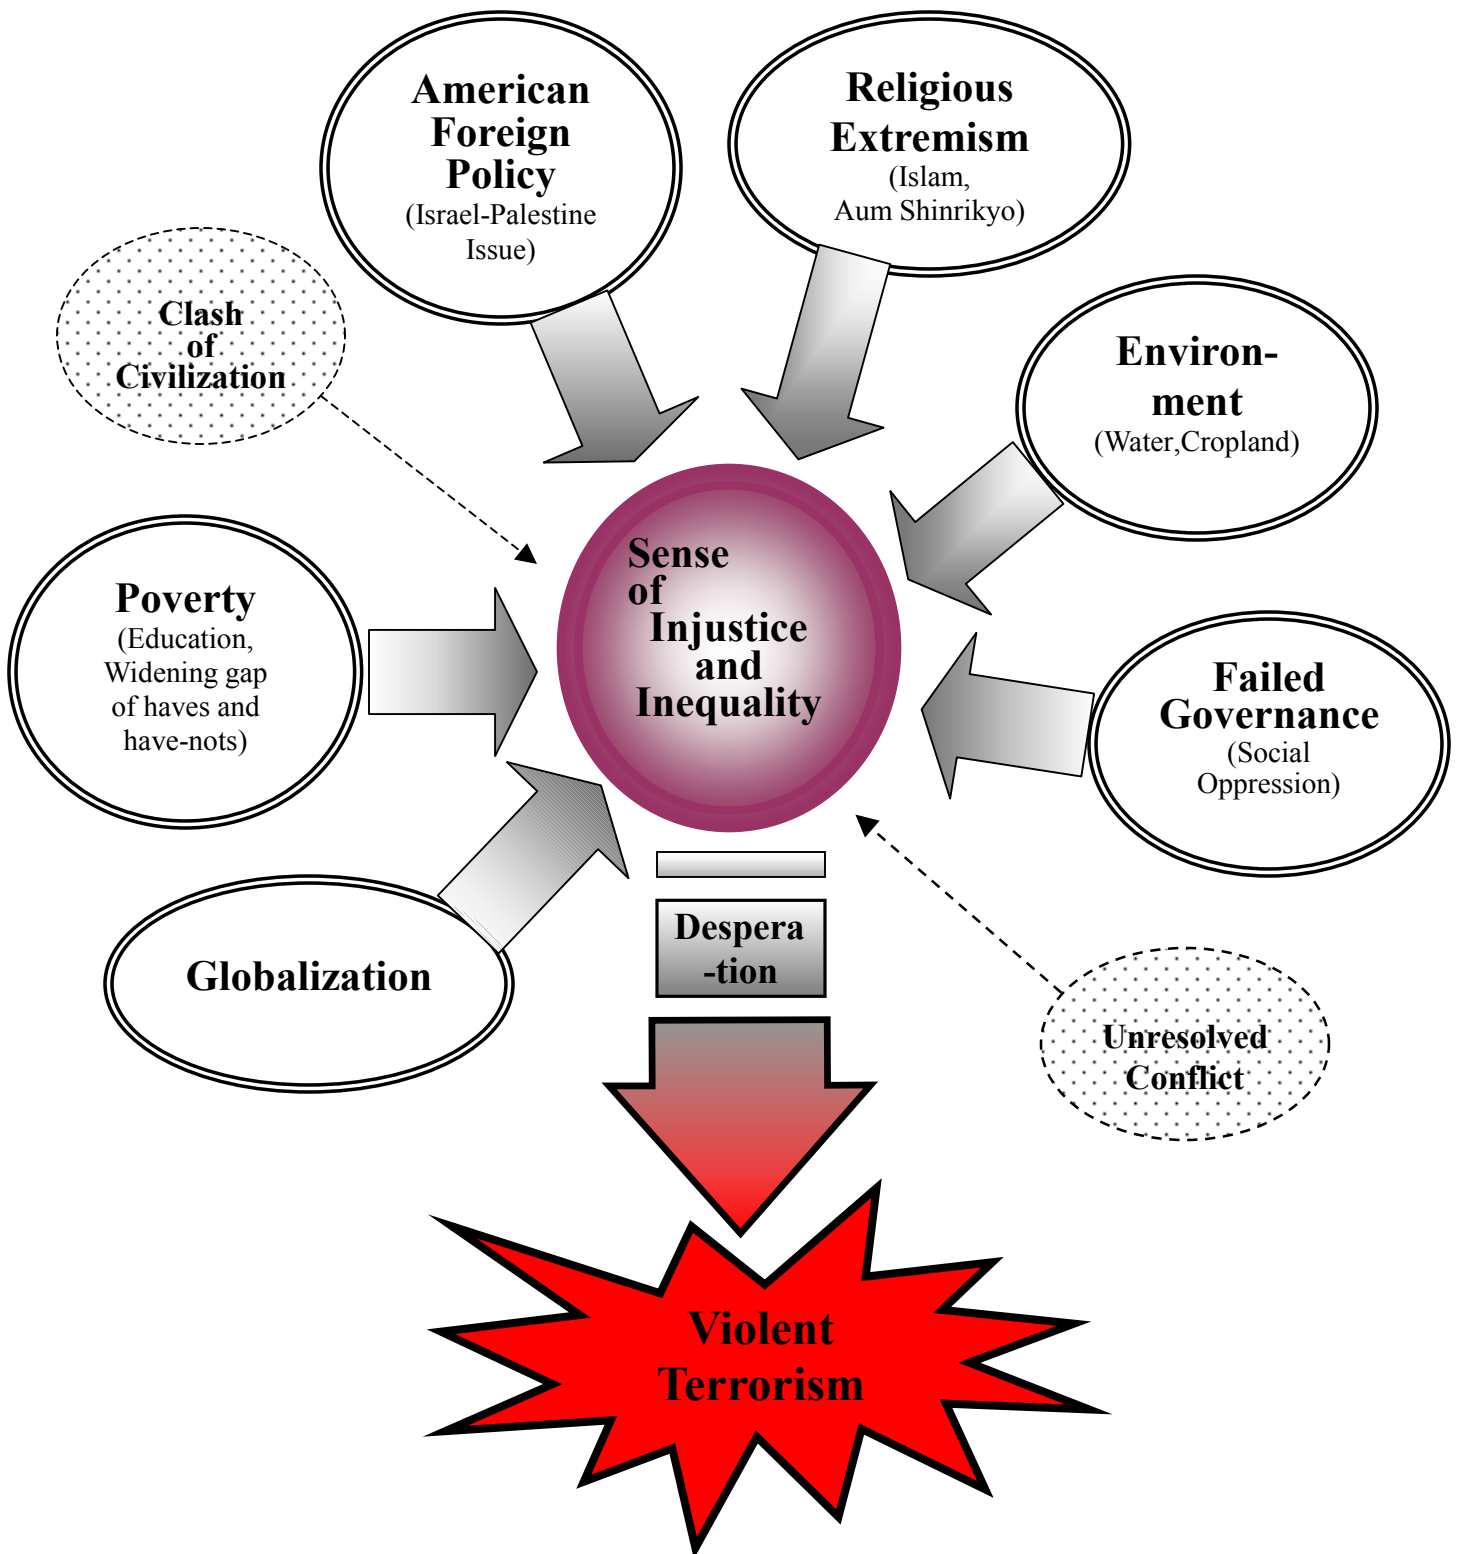 American
Foreign
Policy
(Israel-Palestine
Issue)
Religious
Extremism
(Islam,
Aum Shinrikyo)
Clash
of
Civilization
Environ-
ment
(Water,Cropland)
Sense
of
Injustice
and
Inequality
Poverty
(Education,
Widening gap
of haves and
have-nots)
Failed
Governance
(Social
Oppression)
Globalization
Despera
-tion
Unresolved
Conflict
Violent
Terrorism